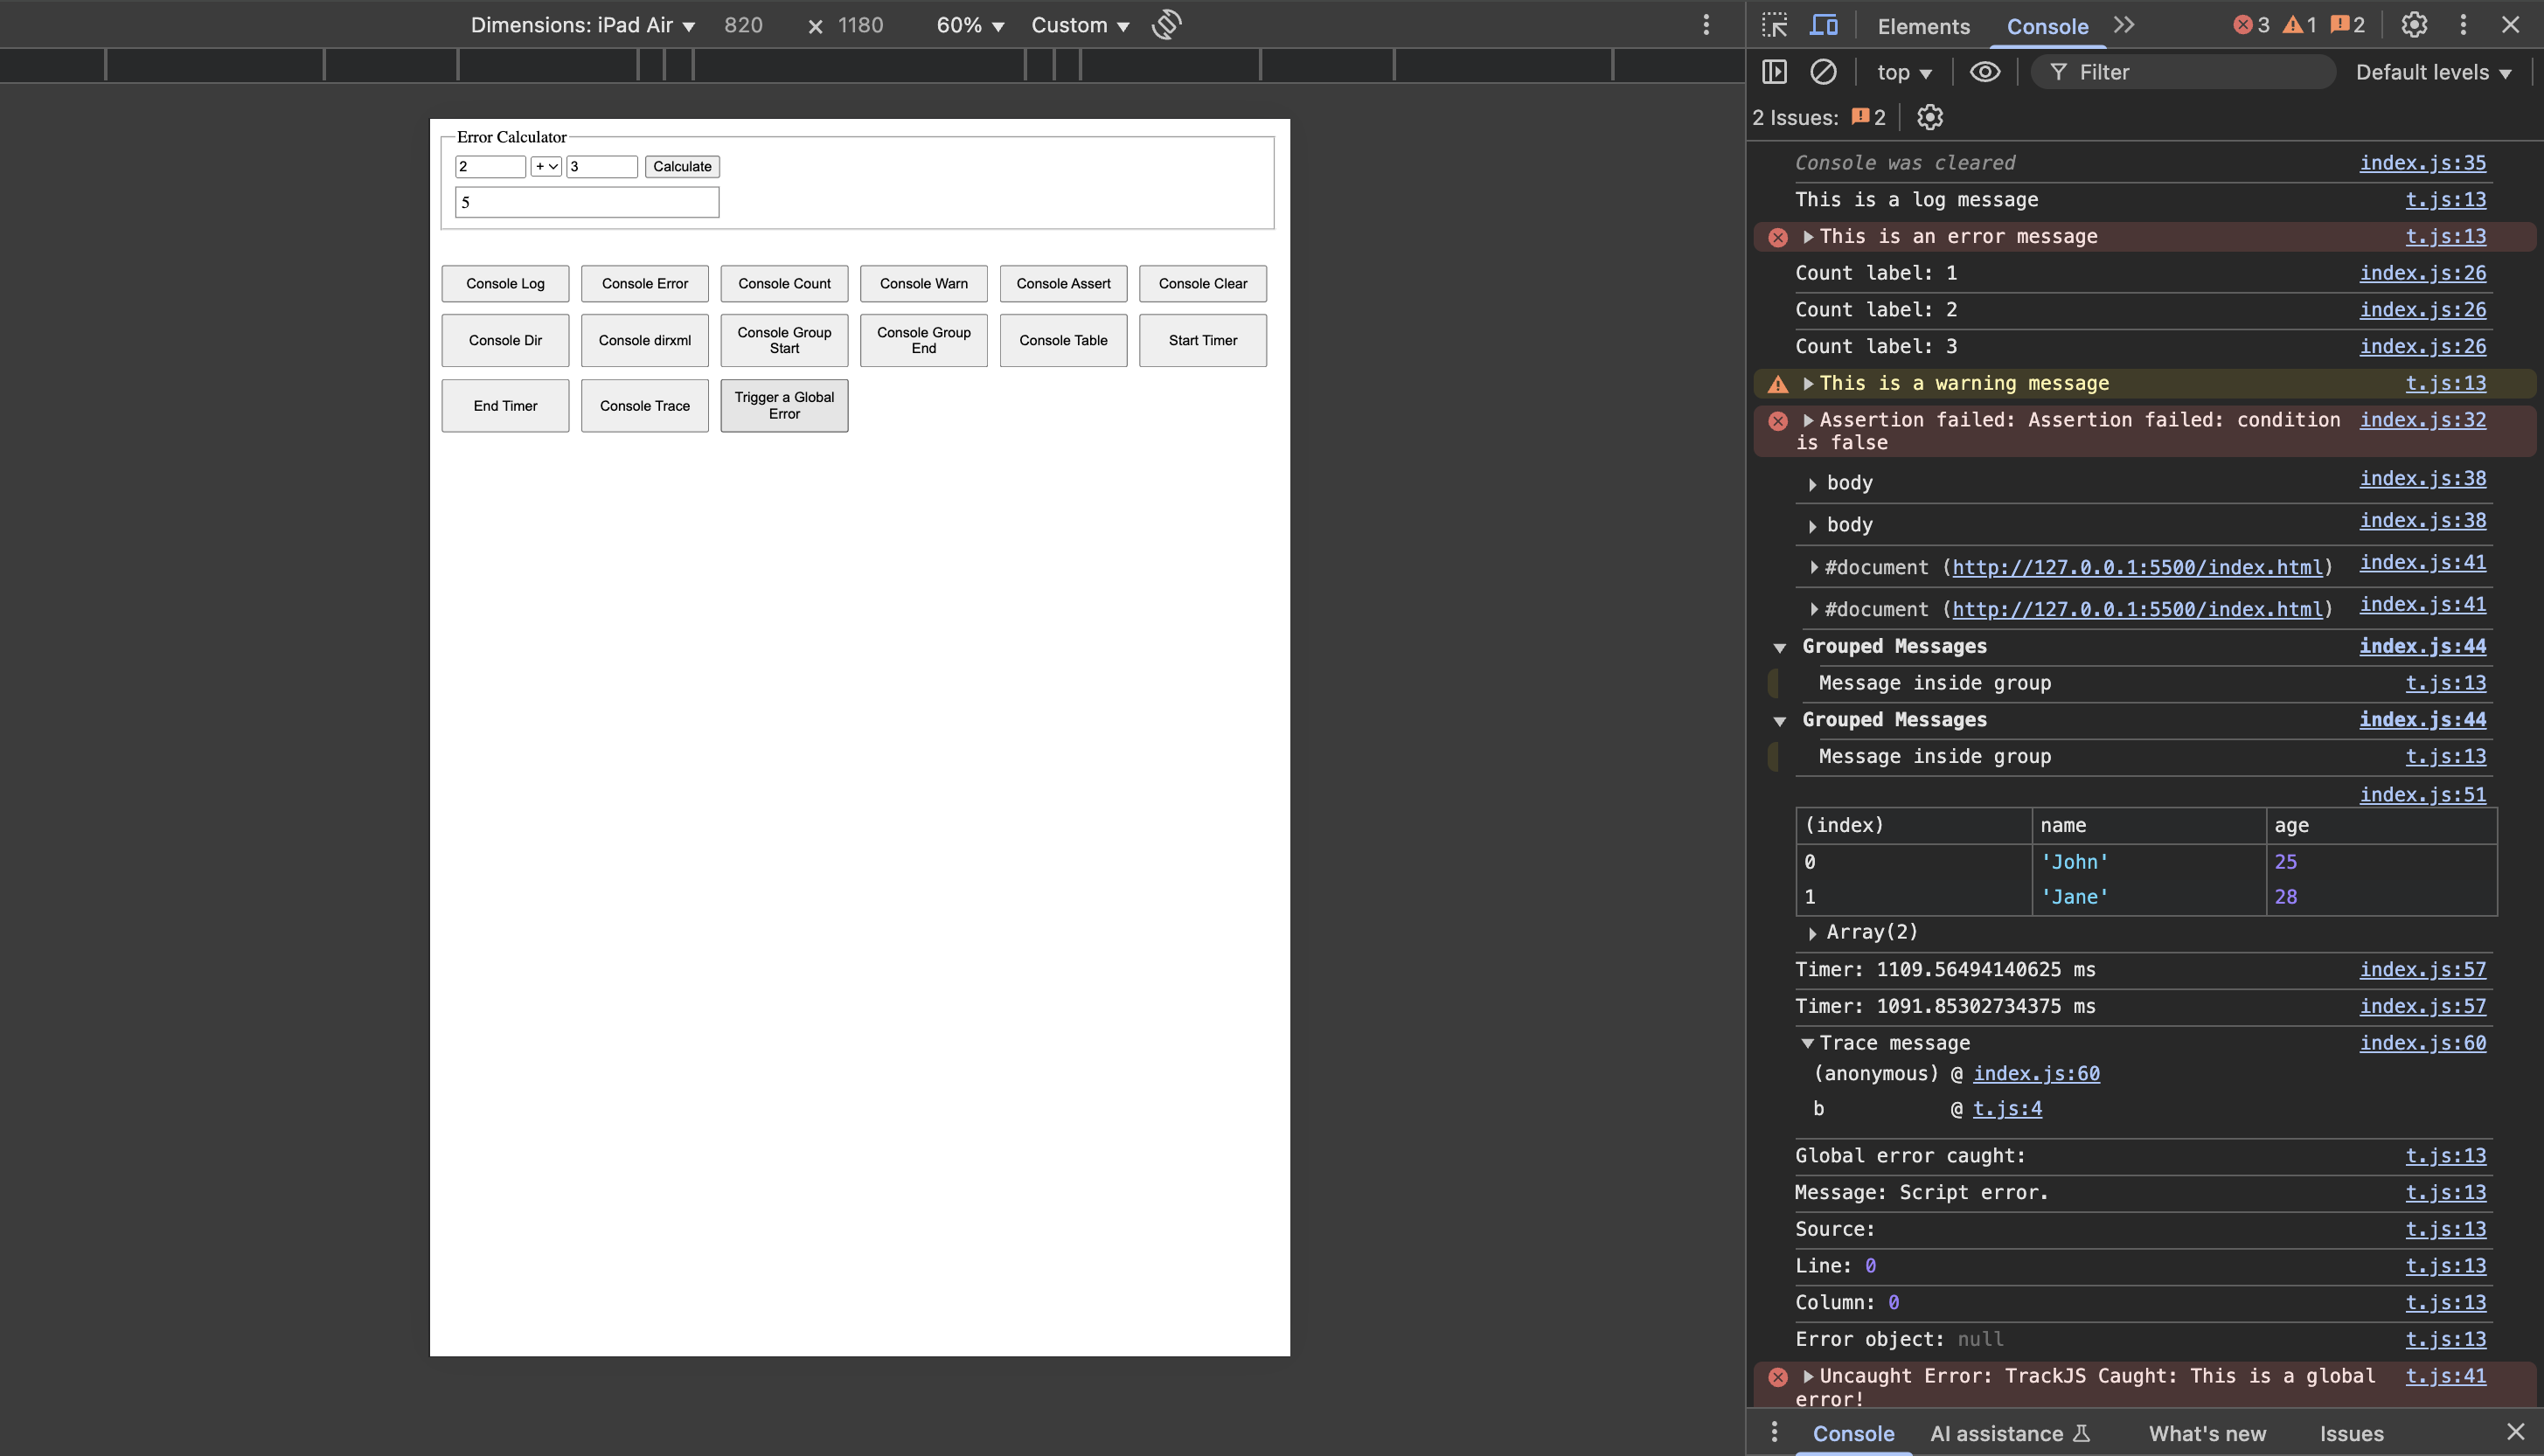 Dimensions: iPad Air ▼ 820 × 1180 60% ▼ Custom ▼
Error Calculator
2 + 3 Calculate
5
Console Log Console Error Console Count Console Warn Console Assert Console Clear
Console Dir Console dirxml Console Group Start Console Group End Console Table Start Timer
End Timer Console Trace Trigger a Global Error
Elements Console 3 1 2
top ▼ Filter Default levels ▼
2 Issues: 2
Console was cleared index.js:35
This is a log message t.js:13
This is an error message t.js:13
Count label: 1 index.js:26
Count label: 2 index.js:26
Count label: 3 index.js:26
This is a warning message t.js:13
Assertion failed: Assertion failed: condition index.js:32
is false
body index.js:38
body index.js:38
#document (http://127.0.0.1:5500/index.html) index.js:41
#document (http://127.0.0.1:5500/index.html) index.js:41
Grouped Messages index.js:44
Message inside group t.js:13
Grouped Messages index.js:44
Message inside group t.js:13
index.js:51
(index) name age
0 'John' 25
1 'Jane' 28
Array(2)
Timer: 1109.56494140625 ms index.js:57
Timer: 1091.85302734375 ms index.js:57
Trace message index.js:60
(anonymous) @ index.js:60
b @ t.js:4
Global error caught: t.js:13
Message: Script error. t.js:13
Source: t.js:13
Line: 0 t.js:13
Column: 0 t.js:13
Error object: null t.js:13
Uncaught Error: TrackJS Caught: This is a global t.js:41
error!
Console AI assistance What's new Issues